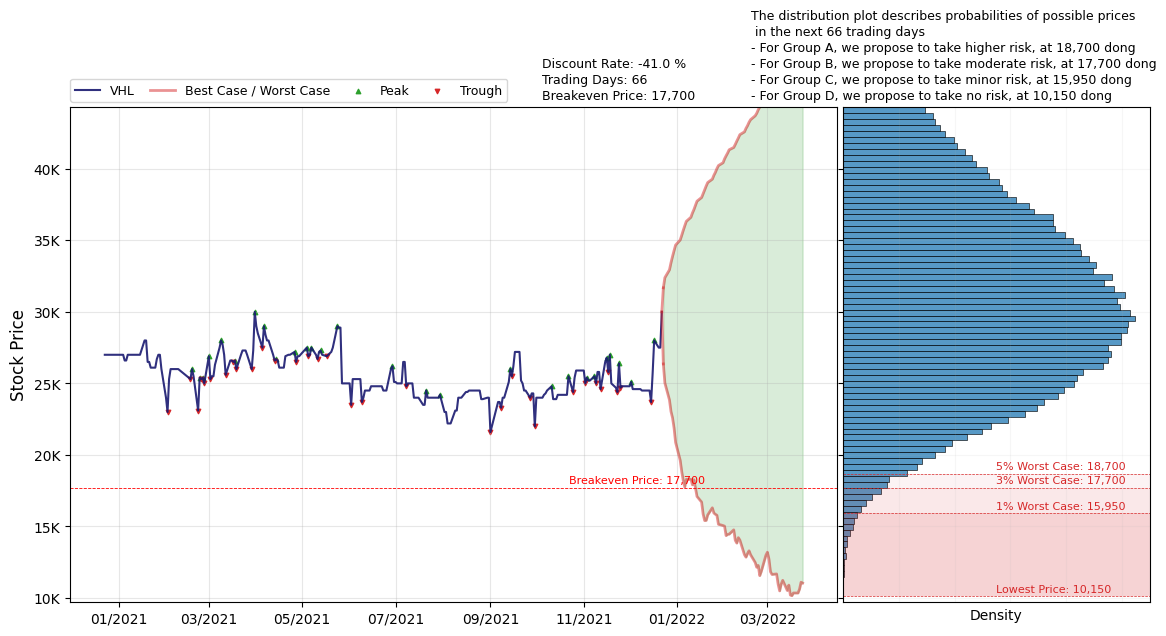 The distribution plot describes probabilities of possible prices
in the next 66 trading days
- For Group A, we propose to take higher risk, at 18,700 dong
- For Group B, we propose to take moderate risk, at 17,700 dong
- For Group C, we propose to take minor risk, at 15,950 dong
- For Group D, we propose to take no risk, at 10,150 dong
Discount Rate: -41.0 %
Trading Days: 66
Breakeven Price: 17,700
VHL
Best Case / Worst Case
Peak
Trough
Stock Price
40K
35K
30K
25K
20K
15K
10K
Breakeven Price: 17,700
01/2021
03/2021
05/2021
07/2021
09/2021
11/2021
01/2022
03/2022
5% Worst Case: 18,700
3% Worst Case: 17,700
1% Worst Case: 15,950
Lowest Price: 10,150
Density